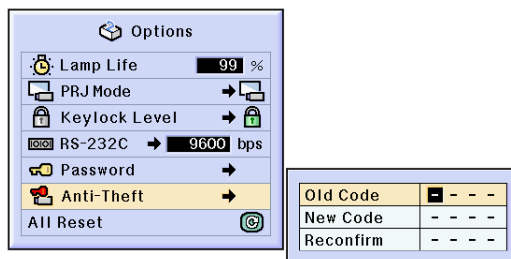 Options
Lamp Life 99 %
PRJ Mode
Keylock Level
RS-232C 9600 bps
Password
Anti-Theft
All Reset
Old Code - - - -
New Code - - - -
Reconfirm - - - -